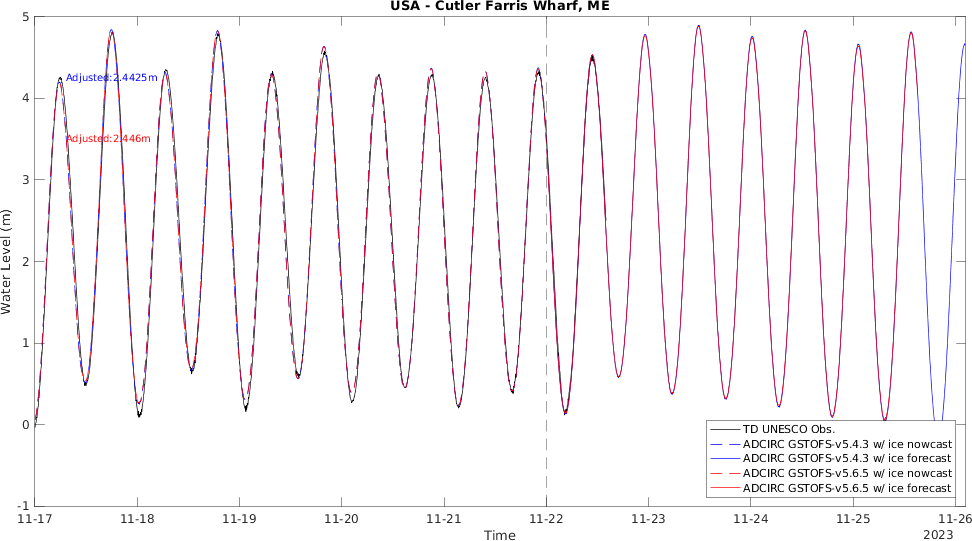 USA - Cutler Farris Wharf, ME
5
4
3
2
1
0
-1
Water Level (m)
Adjusted:2.4425m
Adjusted:2.446m
TD UNESCO Obs.
ADCIRC GSTOFS-v5.4.3 w/ ice nowcast
ADCIRC GSTOFS-v5.4.3 w/ ice forecast
ADCIRC GSTOFS-v5.6.5 w/ ice nowcast
ADCIRC GSTOFS-v5.6.5 w/ ice forecast
11-17 11-18 11-19 11-20 11-21 11-22 11-23 11-24 11-25 11-26
Time
2023